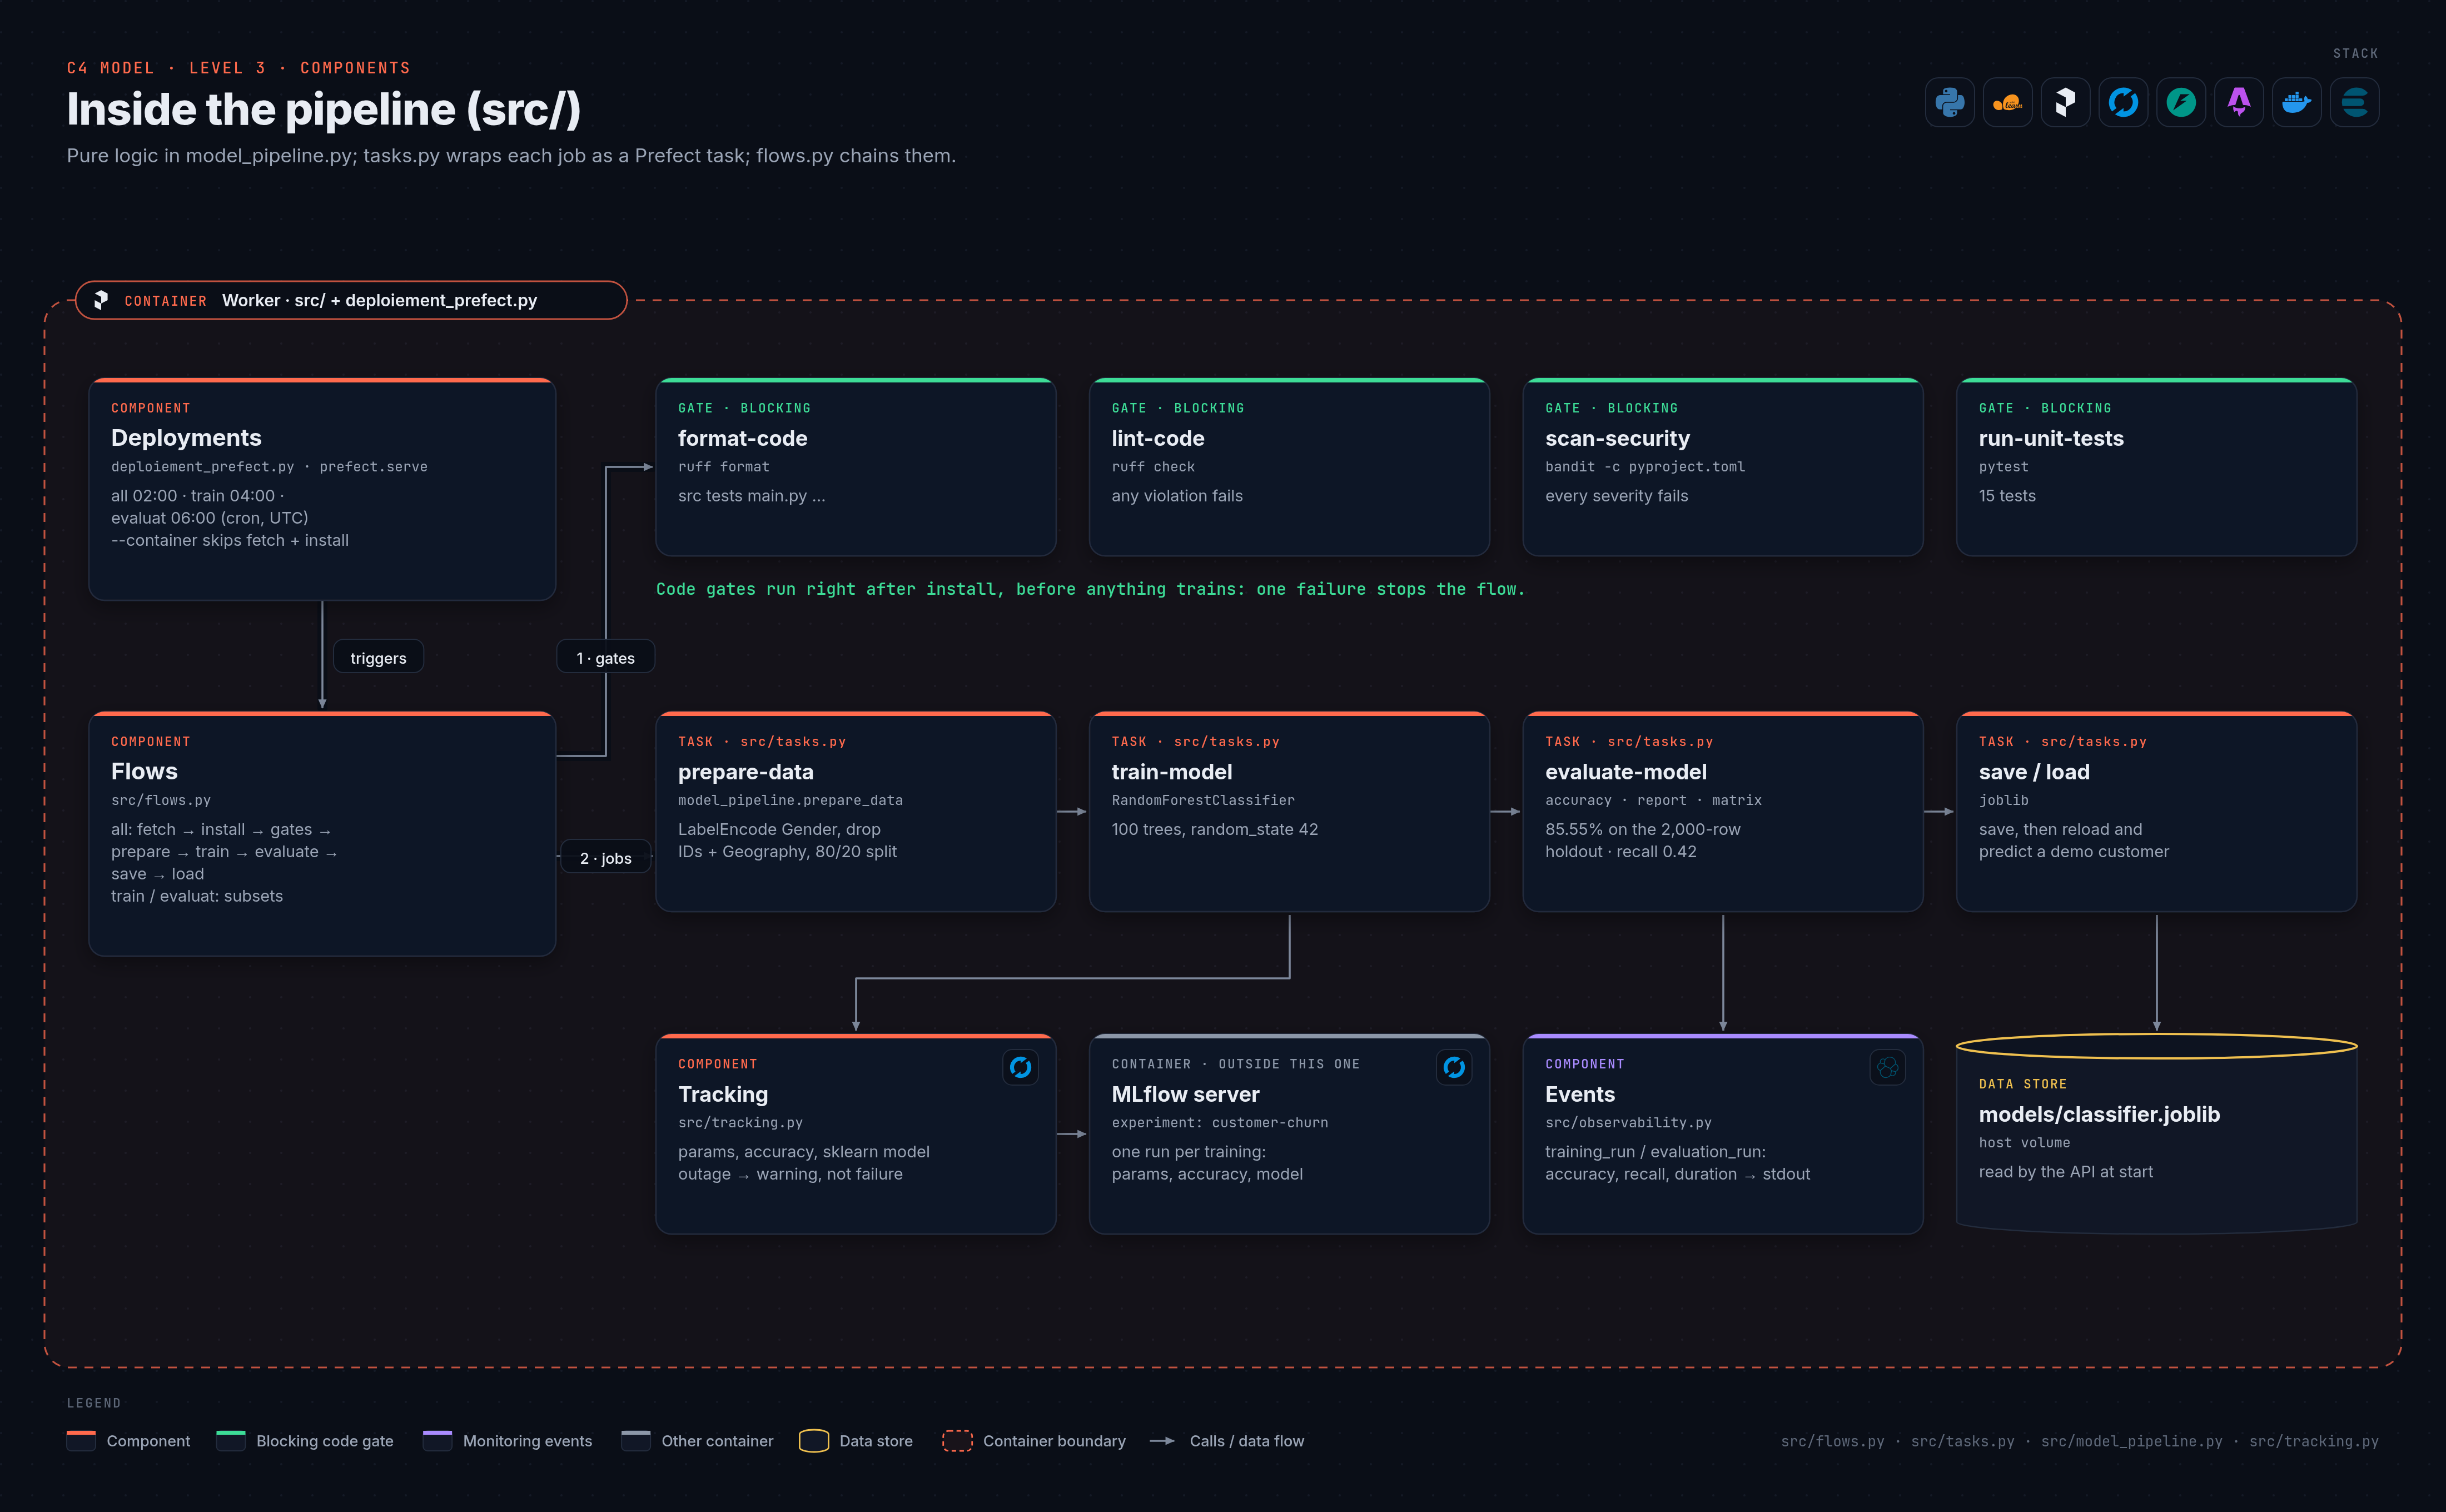 C4 MODEL · LEVEL 3 · COMPONENTS
STACK
Inside the pipeline (src/)
Pure logic in model_pipeline.py; tasks.py wraps each job as a Prefect task; flows.py chains them.
CONTAINER Worker · src/ + deploiement_prefect.py
COMPONENT
Deployments
deploiement_prefect.py · prefect.serve
all 02:00 · train 04:00 ·
evaluat 06:00 (cron, UTC)
--container skips fetch + install
GATE · BLOCKING
format-code
ruff format
src tests main.py ...
GATE · BLOCKING
lint-code
ruff check
any violation fails
GATE · BLOCKING
scan-security
bandit -c pyproject.toml
every severity fails
GATE · BLOCKING
run-unit-tests
pytest
15 tests
Code gates run right after install, before anything trains: one failure stops the flow.
triggers
1 · gates
COMPONENT
Flows
src/flows.py
all: fetch → install → gates →
prepare → train → evaluate →
save → load
train / evaluat: subsets
2 · jobs
TASK · src/tasks.py
prepare-data
model_pipeline.prepare_data
LabelEncode Gender, drop
IDs + Geography, 80/20 split
TASK · src/tasks.py
train-model
RandomForestClassifier
100 trees, random_state 42
TASK · src/tasks.py
evaluate-model
accuracy · report · matrix
85.55% on the 2,000-row
holdout · recall 0.42
TASK · src/tasks.py
save / load
joblib
save, then reload and
predict a demo customer
COMPONENT
Tracking
src/tracking.py
params, accuracy, sklearn model
outage → warning, not failure
CONTAINER · OUTSIDE THIS ONE
MLflow server
experiment: customer-churn
one run per training:
params, accuracy, model
COMPONENT
Events
src/observability.py
training_run / evaluation_run:
accuracy, recall, duration → stdout
DATA STORE
models/classifier.joblib
host volume
read by the API at start
LEGEND
Component
Blocking code gate
Monitoring events
Other container
Data store
Container boundary
Calls / data flow
src/flows.py · src/tasks.py · src/model_pipeline.py · src/tracking.py